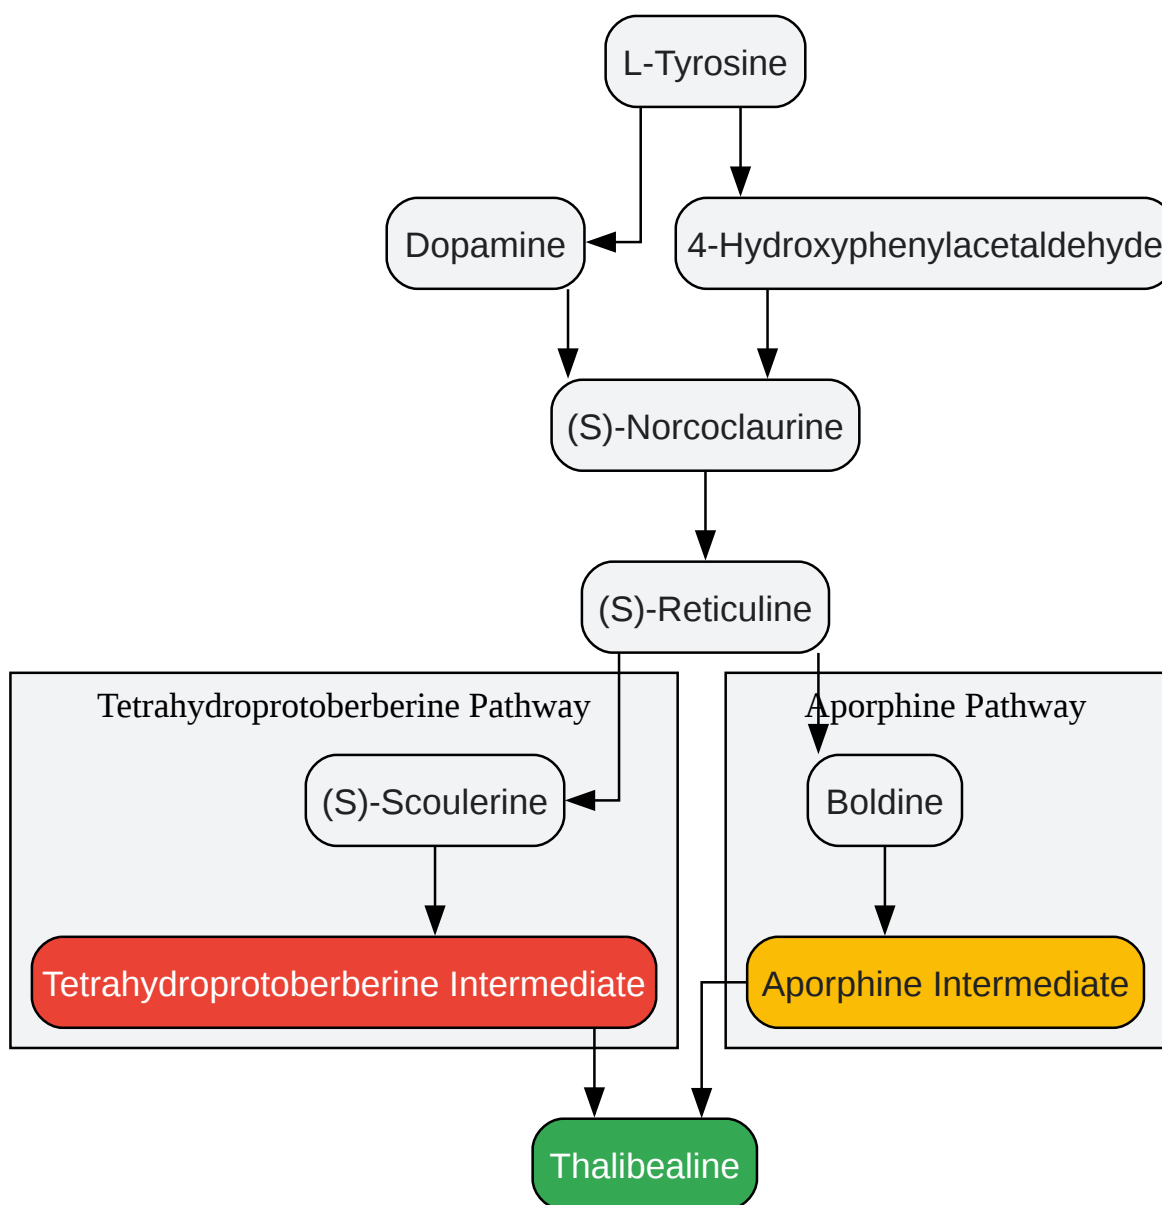 L-Tyrosine
Dopamine
4-Hydroxyphenylacetaldehyde
(S)-Norcoclaurine
(S)-Reticuline
Tetrahydroprotoberberine Pathway
Aporphine Pathway
(S)-Scoulerine
Boldine
Tetrahydroprotoberberine Intermediate
Aporphine Intermediate
Thalibealine